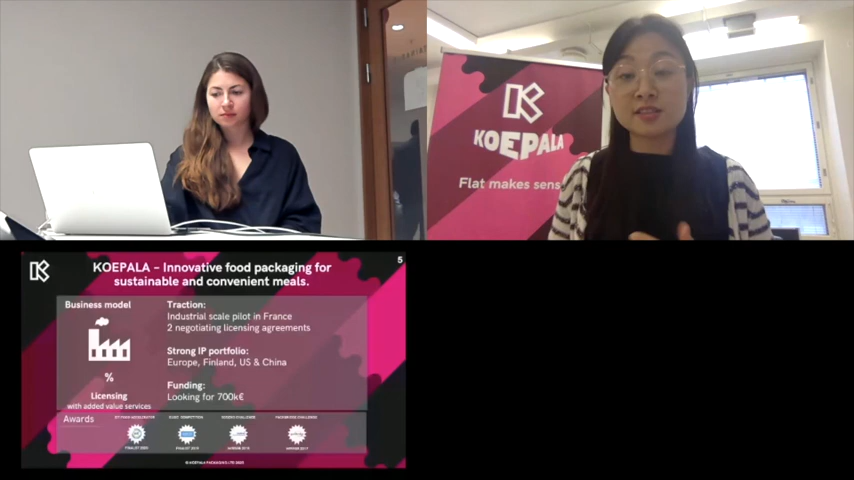 KOEPALA
Flat makes sens
5
KOEPALA – Innovative food packaging for
sustainable and convenient meals.
Business model
%
Licensing
with added value services
Traction:
Industrial scale pilot in France
2 negotiating licensing agreements
Strong IP portfolio:
Europe, Finland, US & China
Funding:
Looking for 700k€
Awards